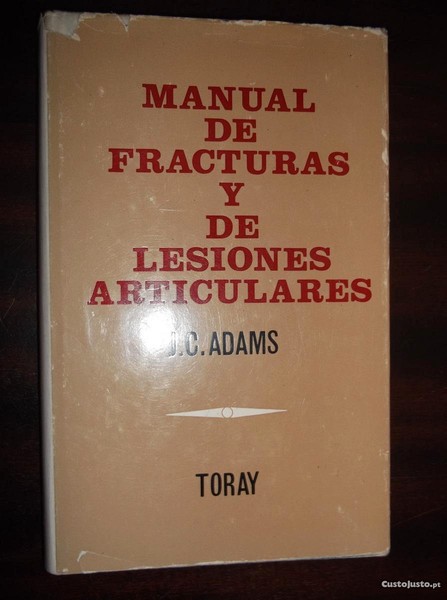 MANUAL
DE
FRACTURAS
Y
DE
LESIONES
ARTICULARES
J.C.ADAMS
TORAY
CustoJusto.pt